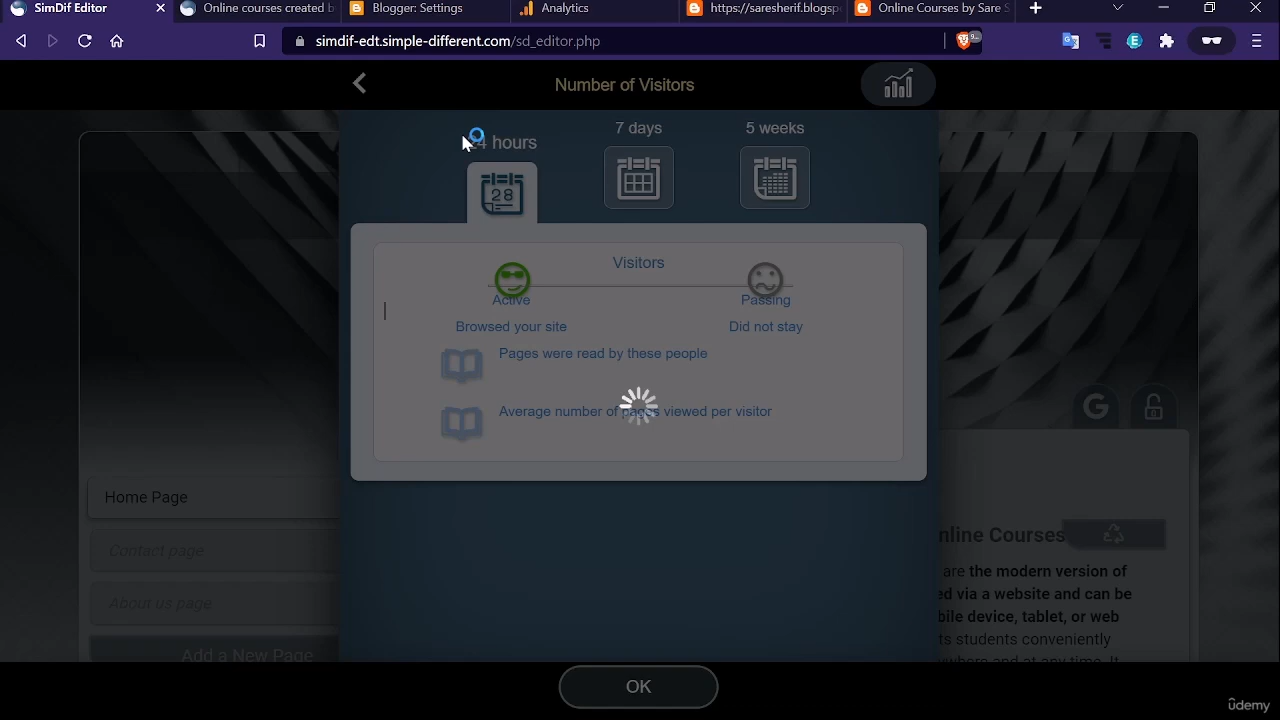 SimDif Editor
Online courses created b
Blogger: Settings
Analytics
https://saresherif.blogsp
Online Courses by Sare S
simdif-edt.simple-different.com/sd_editor.php
Number of Visitors
hours
7 days
5 weeks
28
Visitors
Active
Passing
Browsed your site
Did not stay
Pages were read by these people
Average number of pages viewed per visitor
G
Home Page
Contact page
About us page
Add a New Page
nline Courses
are the modern version of
ed via a website and can be
bile device, tablet, or web
ts students conveniently
OK
ûdemy